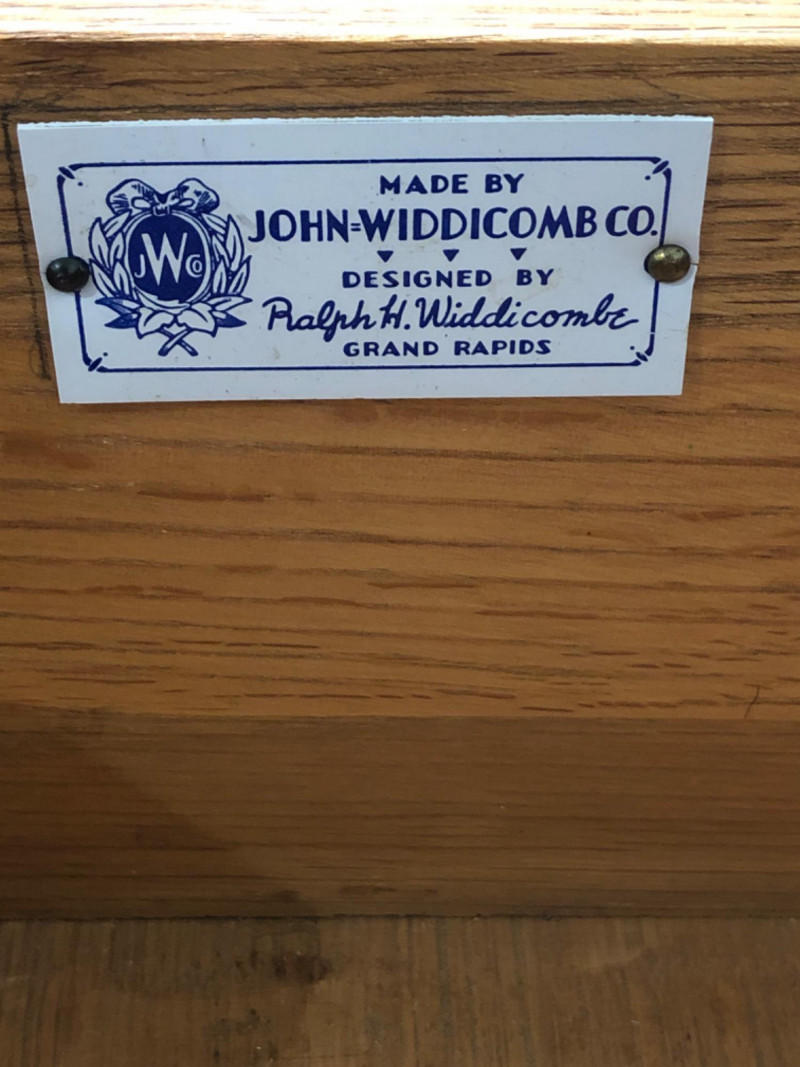 MADE BY
JOHN=WIDDICOMB CO.
JWCO
DESIGNED BY
Ralph H. Widdicombe
GRAND RAPIDS